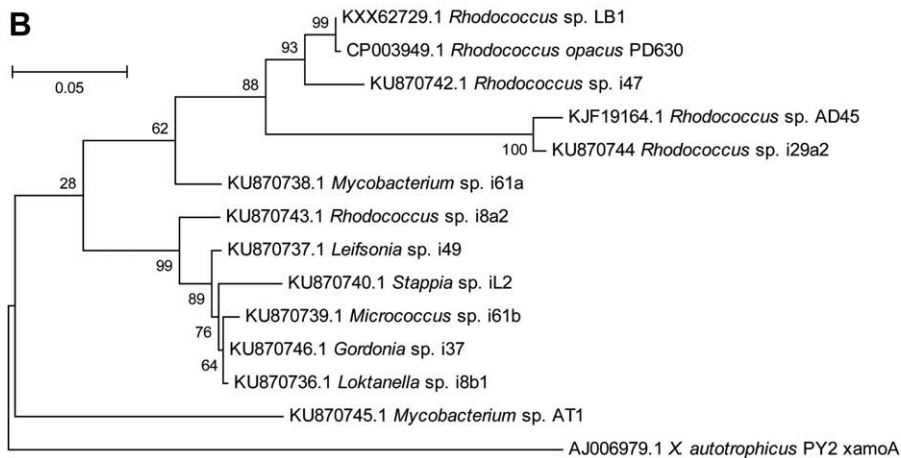 B
0.05
KXX62729.1 Rhodococcus sp. LB1
99
CP003949.1 Rhodococcus opacus PD630
93
KU870742.1 Rhodococcus sp. i47
88
KJF19164.1 Rhodococcus sp. AD45
100
KU870744 Rhodococcus sp. i29a2
62
KU870738.1 Mycobacterium sp. i61a
28
KU870743.1 Rhodococcus sp. i8a2
KU870737.1 Leifsonia sp. i49
99
KU870740.1 Stappia sp. iL2
89
KU870739.1 Micrococcus sp. i61b
76
KU870746.1 Gordonia sp. i37
64
KU870736.1 Loktanella sp. i8b1
KU870745.1 Mycobacterium sp. AT1
AJ006979.1 X. autotrophicus PY2 xamoA